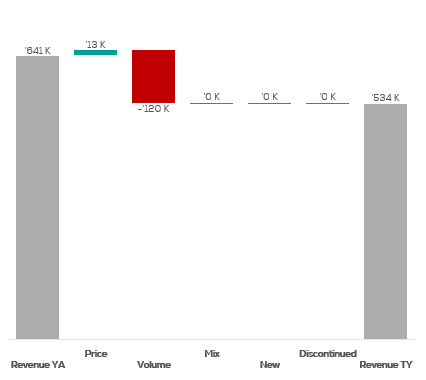 '13 K
'641 K
'0 K
'0 K
'0 K
'534 K
-'120 K
Price
Mix
Discontinued
Revenue YA
Volume
New
Revenue TY